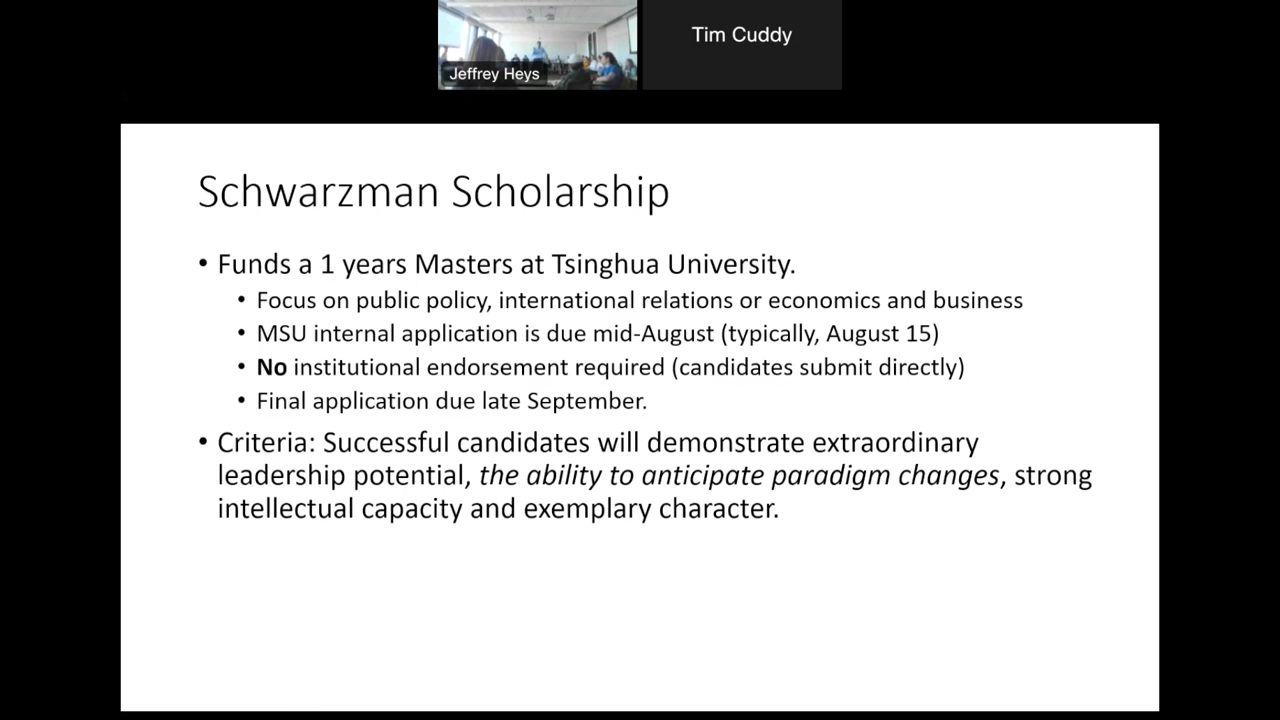 Jeffrey Heys
Tim Cuddy
Schwarzman Scholarship
• Funds a 1 years Masters at Tsinghua University.
• Focus on public policy, international relations or economics and business
• MSU internal application is due mid-August (typically, August 15)
• No institutional endorsement required (candidates submit directly)
• Final application due late September.
• Criteria: Successful candidates will demonstrate extraordinary
leadership potential, the ability to anticipate paradigm changes, strong
intellectual capacity and exemplary character.